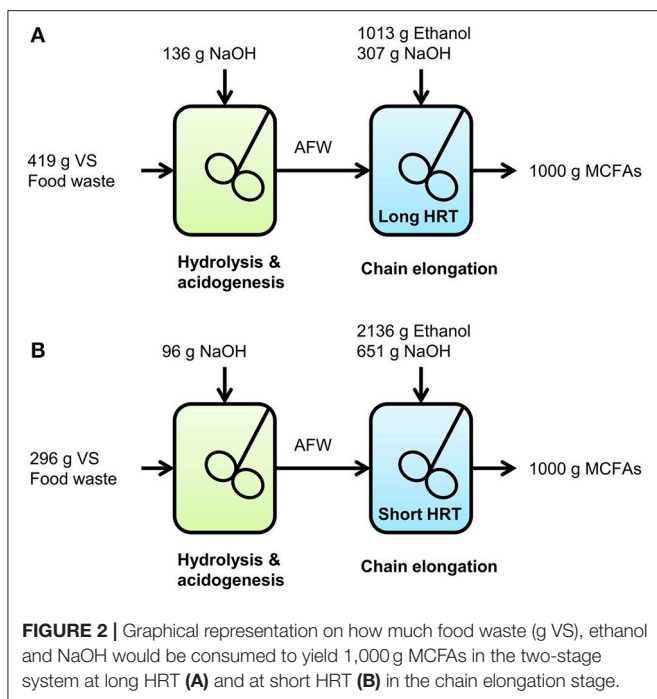 A
136 g NaOH
1013 g Ethanol
307 g NaOH
419 g VS
Food waste
AFW
1000 g MCFAs
Long HRT
Hydrolysis &
acidogenesis
Chain elongation
B
96 g NaOH
2136 g Ethanol
651 g NaOH
296 g VS
Food waste
AFW
1000 g MCFAs
Short HRT
Hydrolysis &
acidogenesis
Chain elongation
FIGURE 2 | Graphical representation on how much food waste (g VS), ethanol
and NaOH would be consumed to yield 1,000 g MCFAs in the two-stage
system at long HRT (A) and at short HRT (B) in the chain elongation stage.